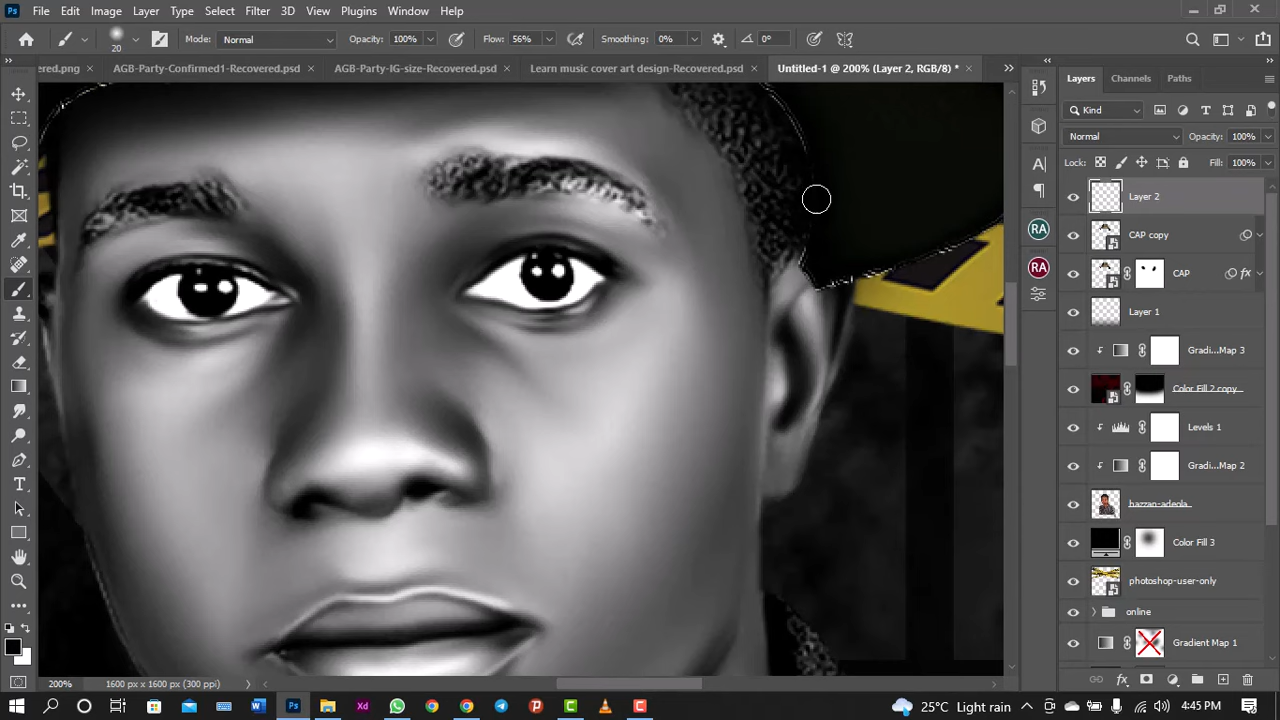 Ps File Edit Image Layer Type Select Filter 3D View Plugins Window Help
20 Mode: Normal Opacity: 100% Flow: 56% Smoothing: 0% 0°
ered.png × AGB-Party-Confirmed1-Recovered.psd × AGB-Party-IG-size-Recovered.psd × Learn music cover art design-Recovered.psd × Untitled-1 @ 200% (Layer 2, RGB/8) * ×
Layers Channels Paths
Kind
Normal Opacity: 100%
Lock: Fill: 100%
Layer 2
CAP copy
CAP fx
Layer 1
Gradi...Map 3
Color Fill 2 copy
Levels 1
Gradi...Map 2
hazzan-adeola
Color Fill 3
photoshop-user-only
online
Gradient Map 1
RA
RA
200% 1600 px x 1600 px (300 ppi)
25°C Light rain 4:45 PM